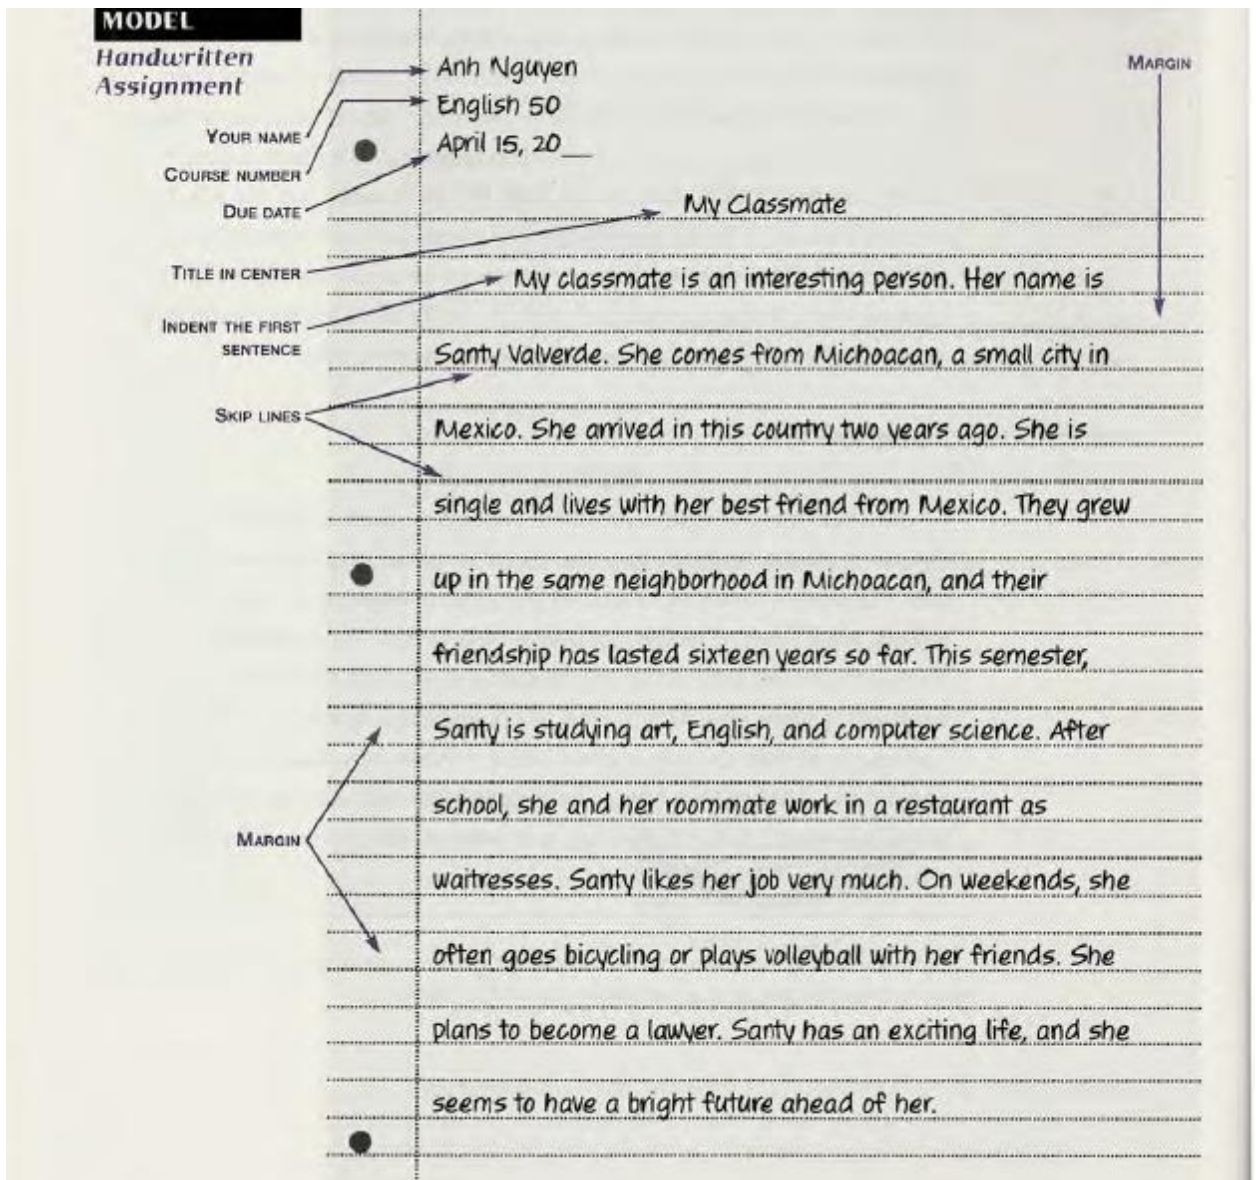 MODEL
Handwritten
Assignment
YOUR NAME
COURSE NUMBER
DUE DATE
TITLE IN CENTER
INDENT THE FIRST
SENTENCE
SKIP LINES
MARGIN
MARGIN
Anh Nguyen
English 50
April 15, 20__
My Classmate
My classmate is an interesting person. Her name is
Santy Valverde. She comes from Michoacan, a small city in
Mexico. She arrived in this country two years ago. She is
single and lives with her best friend from Mexico. They grew
up in the same neighborhood in Michoacan, and their
friendship has lasted sixteen years so far. This semester,
Santy is studying art, English, and computer science. After
school, she and her roommate work in a restaurant as
waitresses. Santy likes her job very much. On weekends, she
often goes bicycling or plays volleyball with her friends. She
plans to become a lawyer. Santy has an exciting life, and she
seems to have a bright future ahead of her.